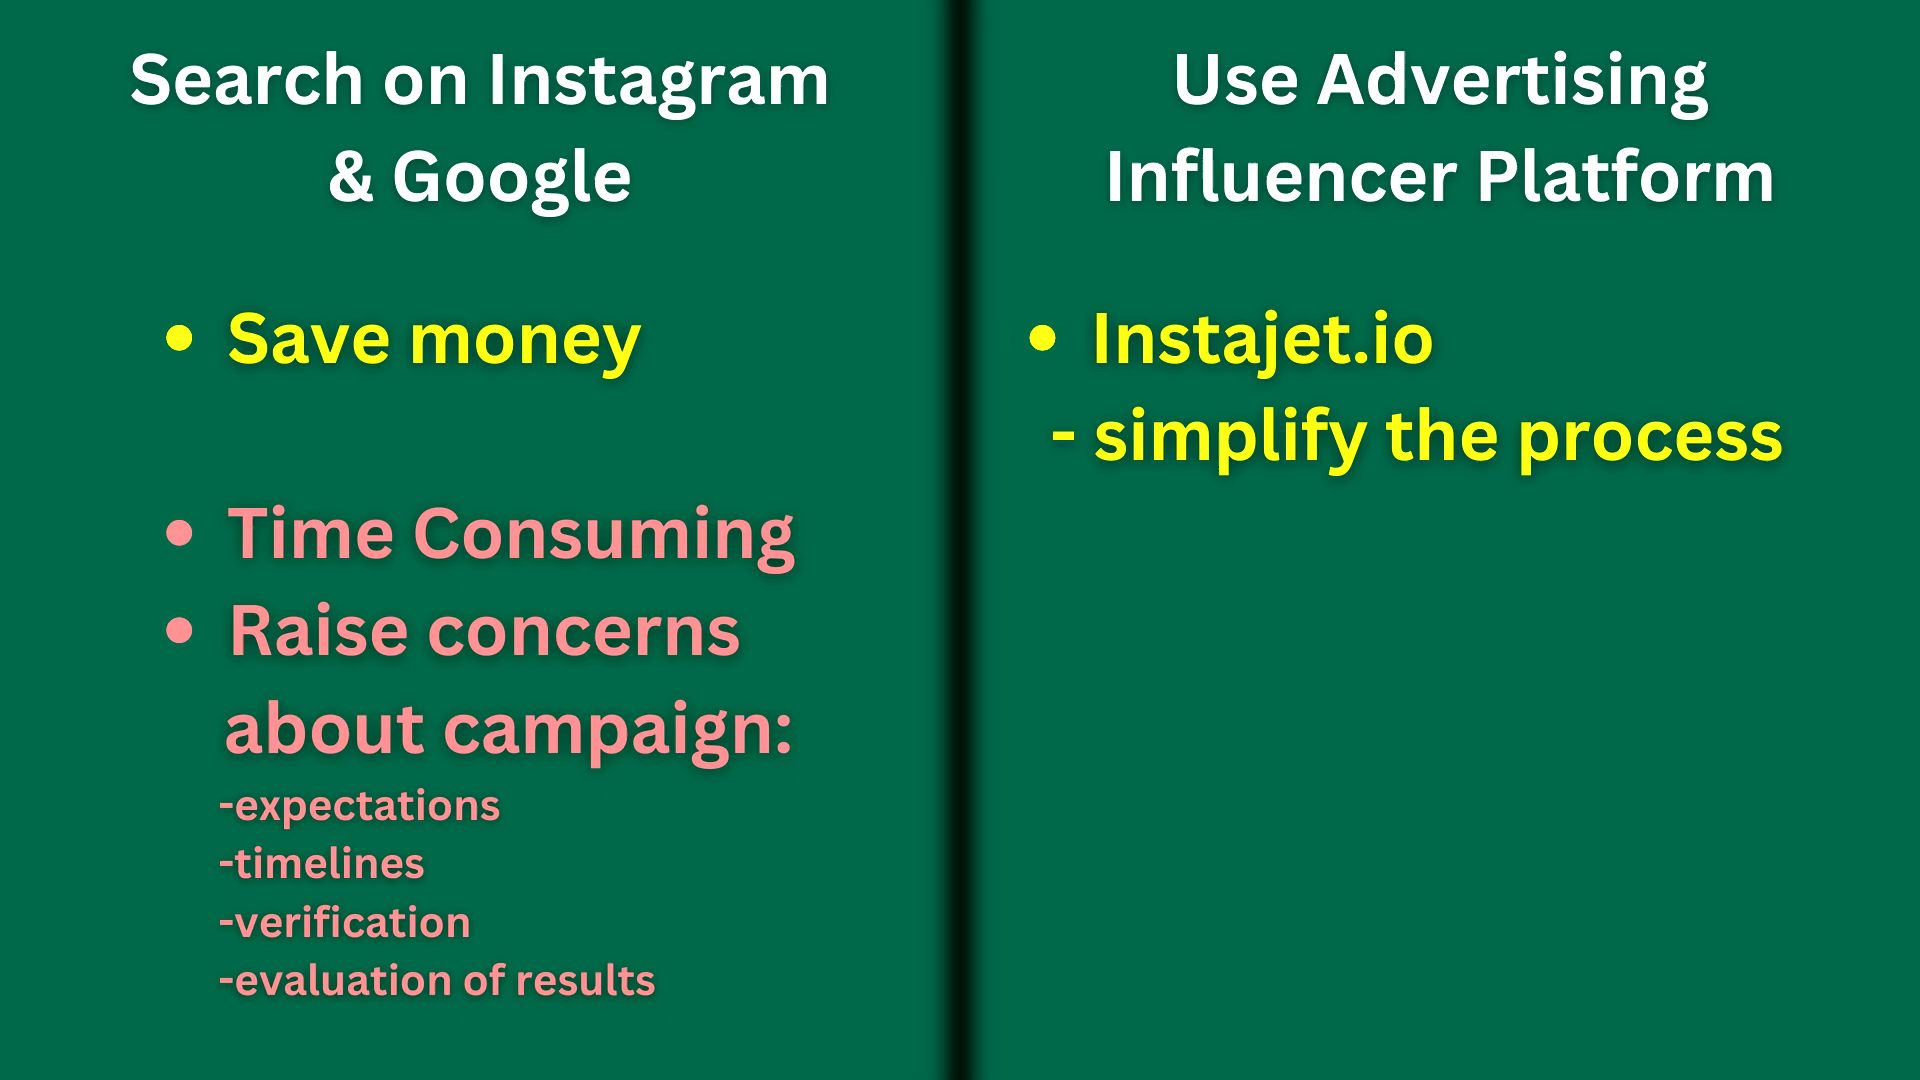 Search on Instagram
& Google
• Save money
• Time Consuming
• Raise concerns
about campaign:
-expectations
-timelines
-verification
-evaluation of results
Use Advertising
Influencer Platform
• Instajet.io
- simplify the process